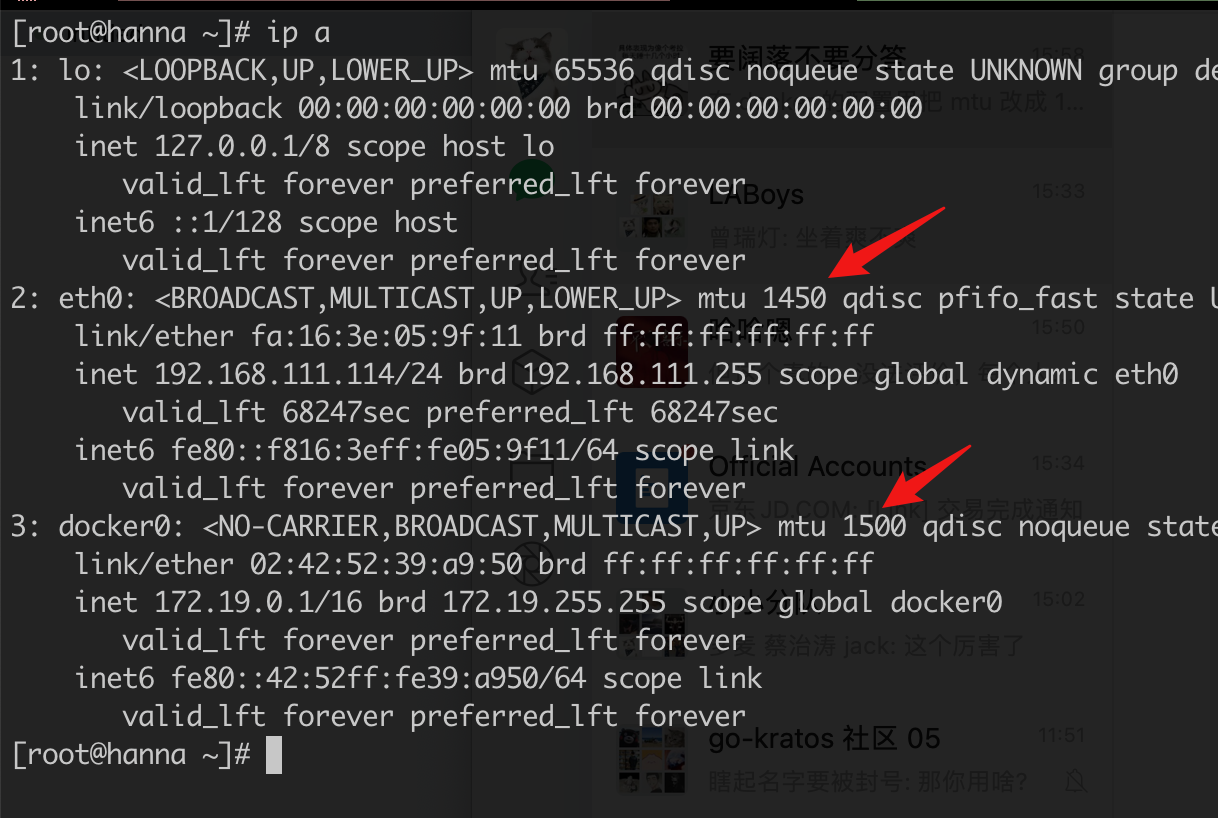 [root@hanna ~]# ip a
1: lo: <LOOPBACK,UP,LOWER_UP> mtu 65536 qdisc noqueue state UNKNOWN group de
link/loopback 00:00:00:00:00:00 brd 00:00:00:00:00:00
inet 127.0.0.1/8 scope host lo
valid_lft forever preferred_lft forever
inet6 ::1/128 scope host
valid_lft forever preferred_lft forever
2: eth0: <BROADCAST,MULTICAST,UP,LOWER_UP> mtu 1450 qdisc pfifo_fast state U
link/ether fa:16:3e:05:9f:11 brd ff:ff:ff:ff:ff:ff
inet 192.168.111.114/24 brd 192.168.111.255 scope global dynamic eth0
valid_lft 68247sec preferred_lft 68247sec
inet6 fe80::f816:3eff:fe05:9f11/64 scope link
valid_lft forever preferred_lft forever
3: docker0: <NO-CARRIER,BROADCAST,MULTICAST,UP> mtu 1500 qdisc noqueue state
link/ether 02:42:52:39:a9:50 brd ff:ff:ff:ff:ff:ff
inet 172.19.0.1/16 brd 172.19.255.255 scope global docker0
valid_lft forever preferred_lft forever
inet6 fe80::42:52ff:fe39:a950/64 scope link
valid_lft forever preferred_lft forever
[root@hanna ~]#
要阔落不要分答 15:58
把 mtu 改成 1...
LABoys 15:33
曾瑞灯: 坐着爽不爽
哈哈嗯 15:50
Official Accounts 15:34
京东JD.COM: [Link] 交易完成通知
15:02
蔡治涛 jack: 这个厉害了
go-kratos 社区 05 11:51
瞎起名字要被封号: 那你用啥?